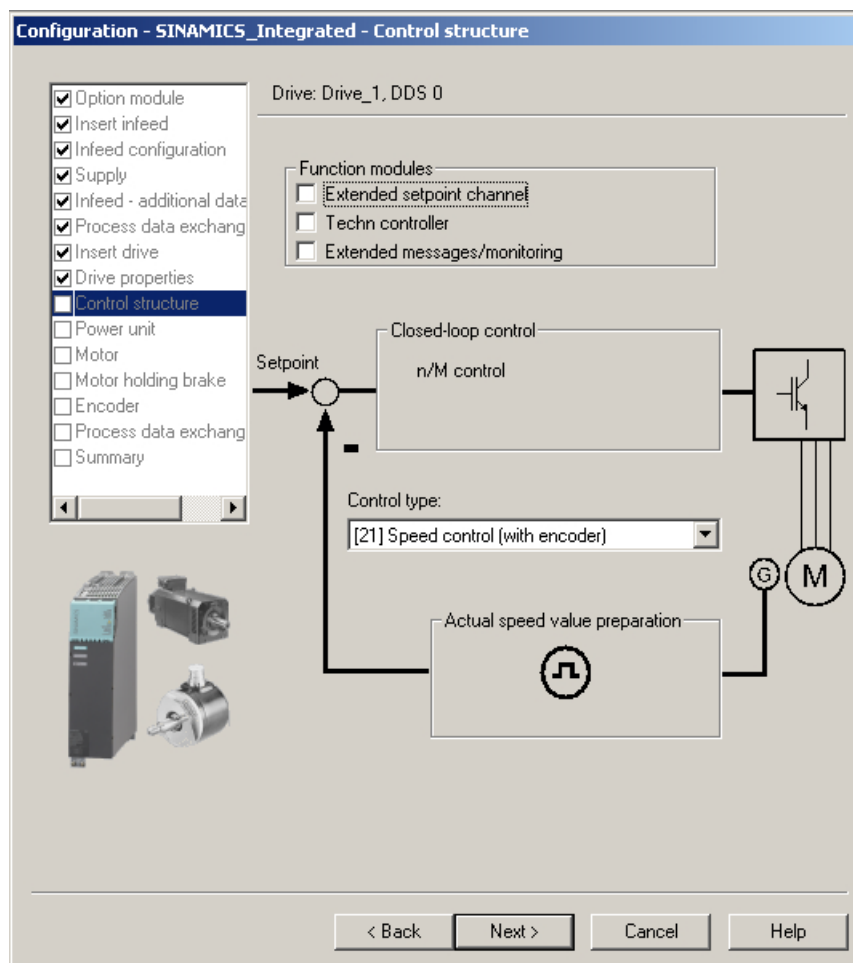 Configuration - SINAMICS_Integrated - Control structure
Option module
Insert infeed
Infeed configuration
Supply
Infeed - additional data
Process data exchang
Insert drive
Drive properties
Control structure
Power unit
Motor
Motor holding brake
Encoder
Process data exchang
Summary
Drive: Drive_1, DDS 0
Function modules
Extended setpoint channel
Techn controller
Extended messages/monitoring
Setpoint
Closed-loop control
n/M control
Control type:
[21] Speed control (with encoder)
G
M
Actual speed value preparation
< Back
Next >
Cancel
Help